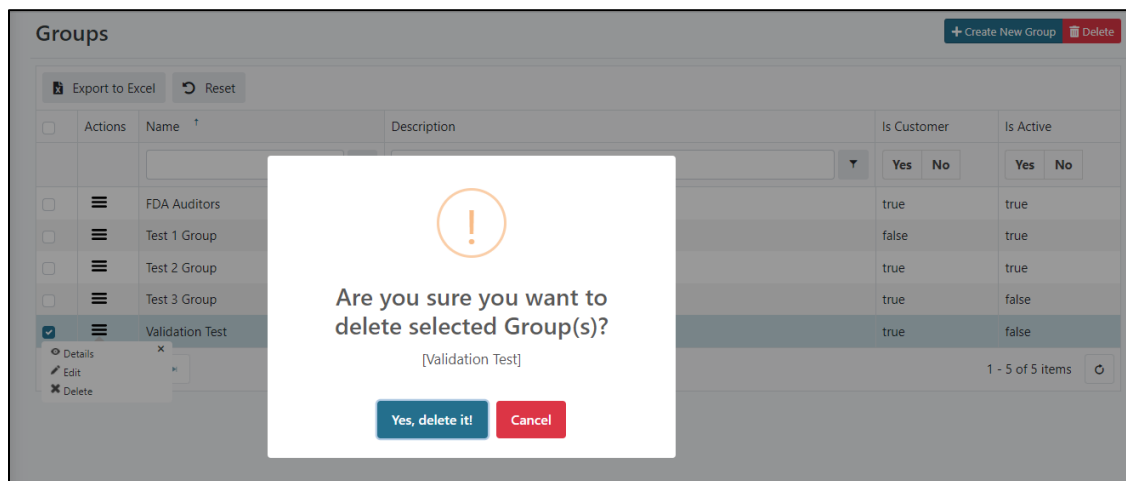 Groups
Create New Group Delete
Export to Excel Reset
Actions Name ↑ Description Is Customer Is Active
Yes No Yes No
FDA Auditors true true
Test 1 Group false true
Test 2 Group true true
Test 3 Group true false
Validation Test true false
Details ×
Edit
Delete
1 - 5 of 5 items
!
Are you sure you want to
delete selected Group(s)?
[Validation Test]
Yes, delete it! Cancel